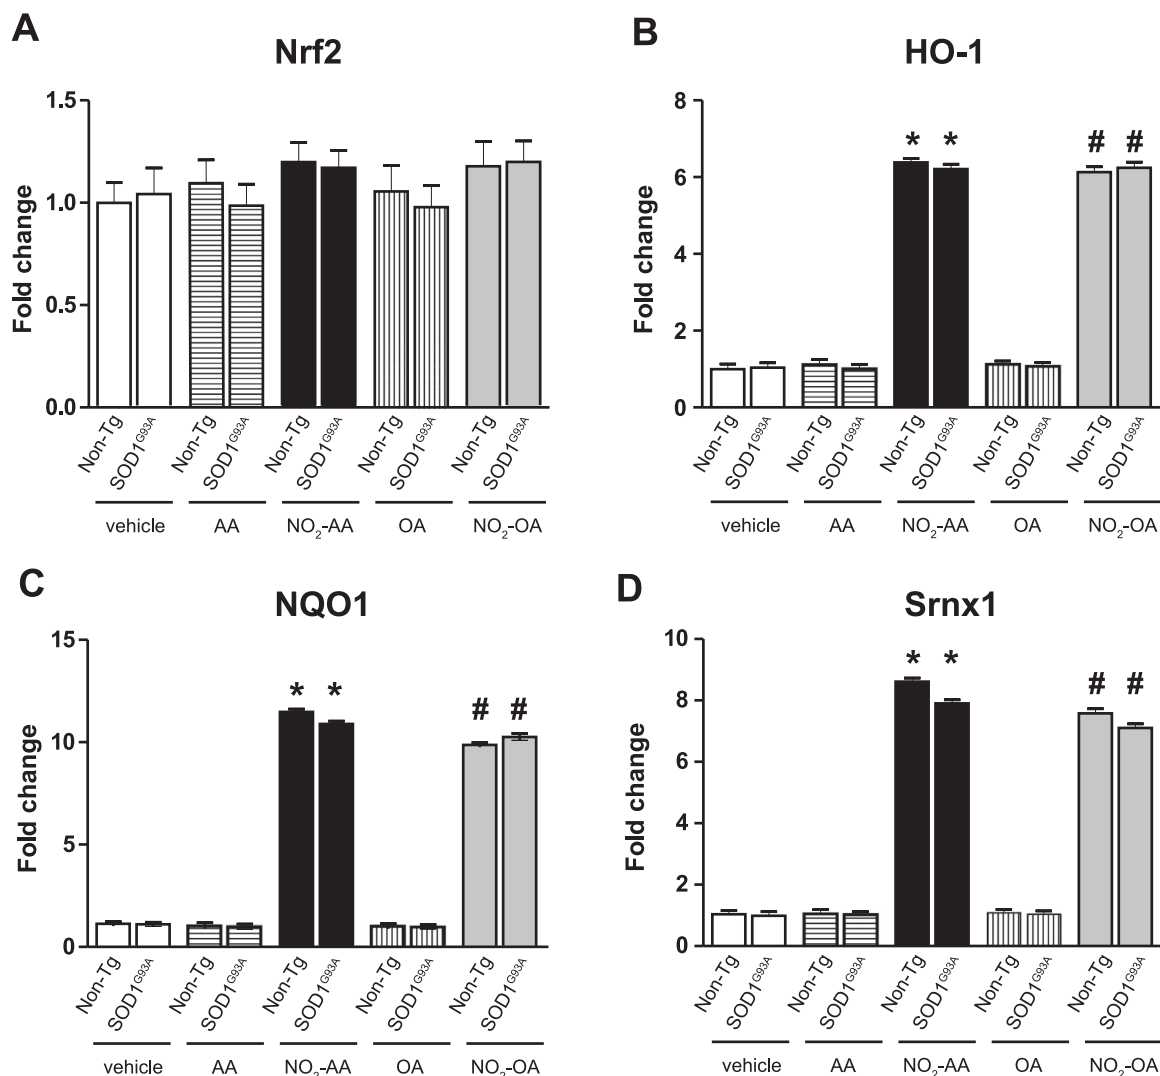 A
Nrf2
Fold change
1.5
1.0
0.5
0.0
Non-Tg
SOD1G93A
Non-Tg
SOD1G93A
Non-Tg
SOD1G93A
Non-Tg
SOD1G93A
Non-Tg
SOD1G93A
vehicle
AA
NO2-AA
OA
NO2-OA
B
HO-1
Fold change
8
6
4
2
0
* * # #
Non-Tg
SOD1G93A
Non-Tg
SOD1G93A
Non-Tg
SOD1G93A
Non-Tg
SOD1G93A
Non-Tg
SOD1G93A
vehicle
AA
NO2-AA
OA
NO2-OA
C
NQO1
Fold change
15
10
5
0
* * # #
Non-Tg
SOD1G93A
Non-Tg
SOD1G93A
Non-Tg
SOD1G93A
Non-Tg
SOD1G93A
Non-Tg
SOD1G93A
vehicle
AA
NO2-AA
OA
NO2-OA
D
Srnx1
Fold change
10
8
6
4
2
0
* * # #
Non-Tg
SOD1G93A
Non-Tg
SOD1G93A
Non-Tg
SOD1G93A
Non-Tg
SOD1G93A
Non-Tg
SOD1G93A
vehicle
AA
NO2-AA
OA
NO2-OA